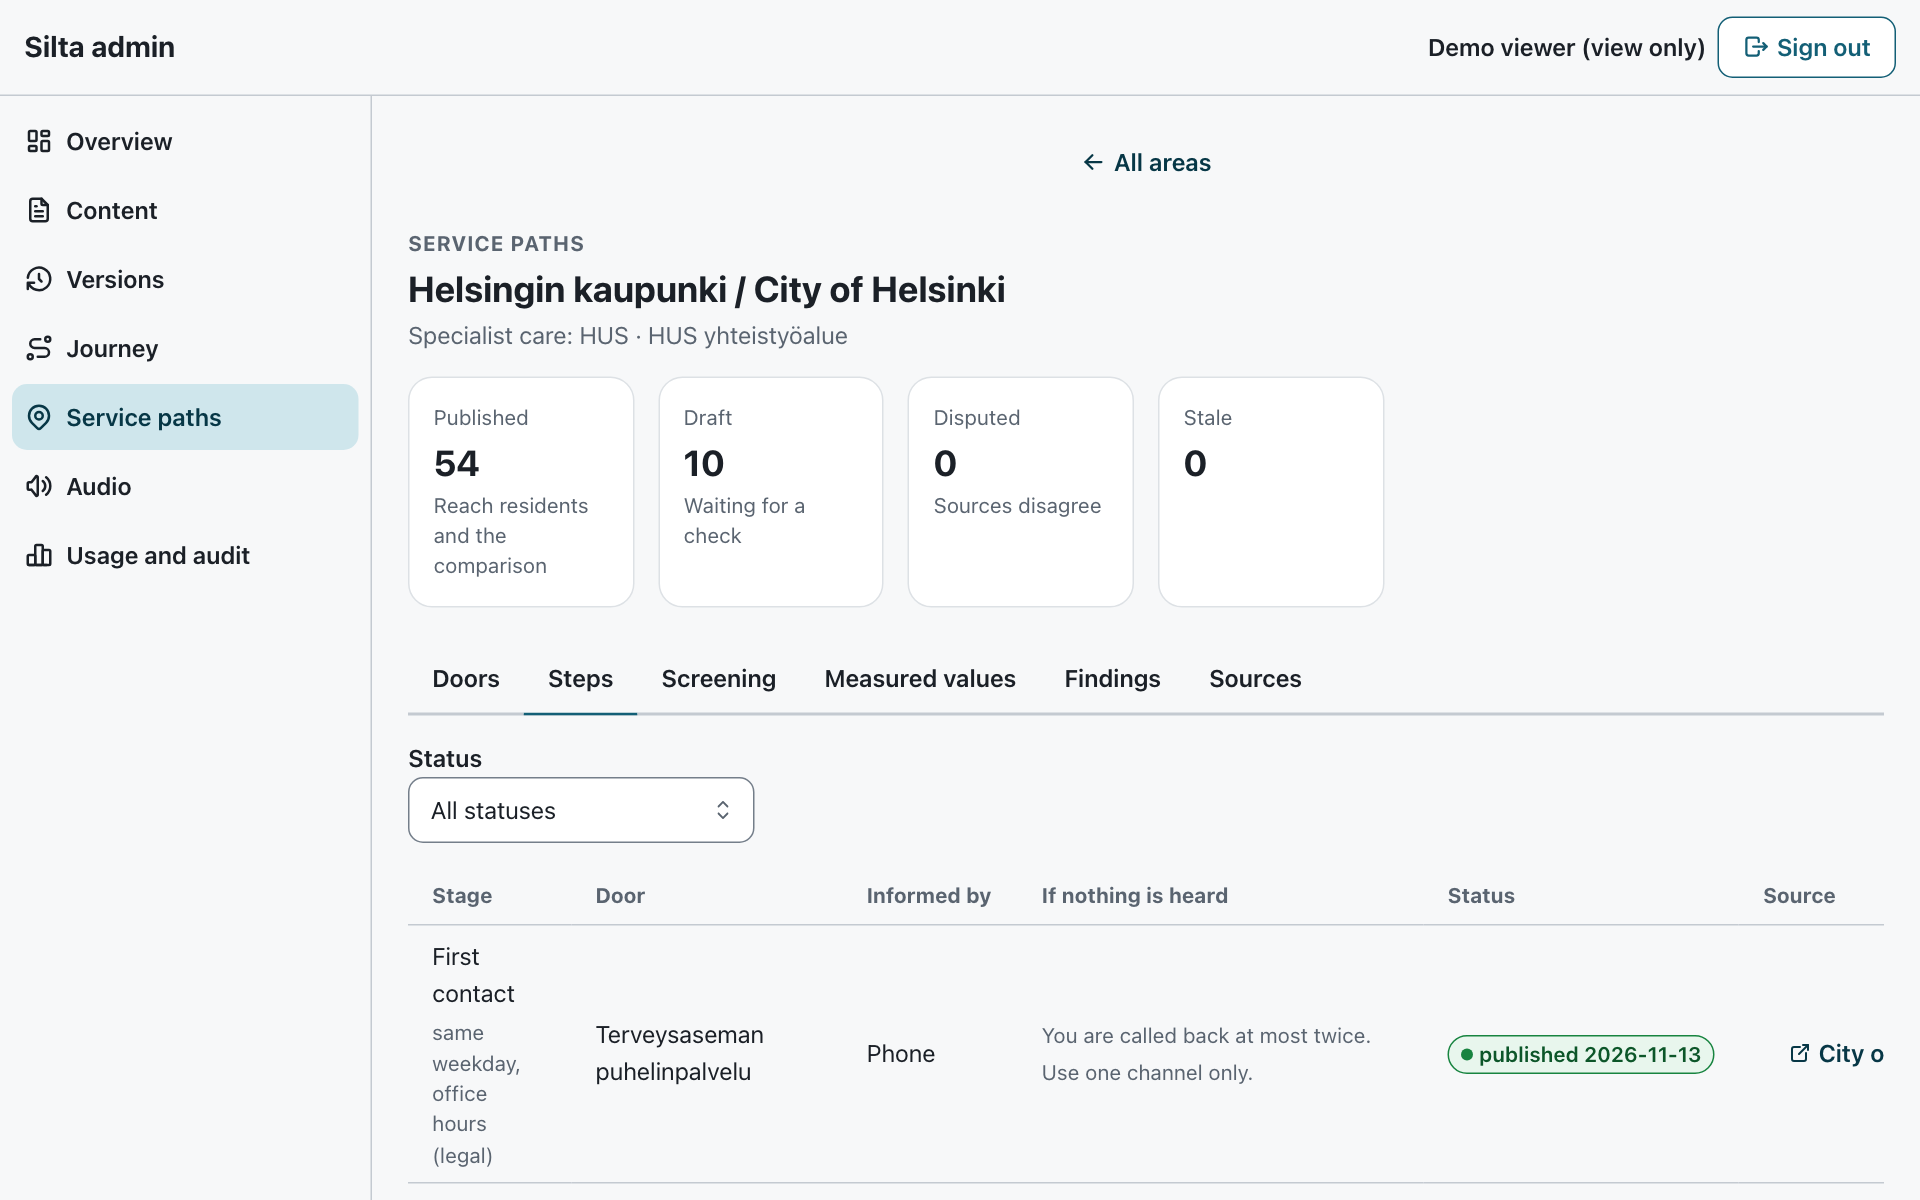 Silta admin
Demo viewer (view only)
Sign out
Overview
Content
Versions
Journey
Service paths
Audio
Usage and audit
← All areas
SERVICE PATHS
Helsingin kaupunki / City of Helsinki
Specialist care: HUS · HUS yhteistyöalue
Published
54
Reach residents
and the
comparison
Draft
10
Waiting for a
check
Disputed
0
Sources disagree
Stale
0
Doors
Steps
Screening
Measured values
Findings
Sources
Status
All statuses
Stage
Door
Informed by
If nothing is heard
Status
Source
First
contact
same
weekday,
office
hours
(legal)
Terveysaseman
puhelinpalvelu
Phone
You are called back at most twice.
Use one channel only.
published 2026-11-13
City o